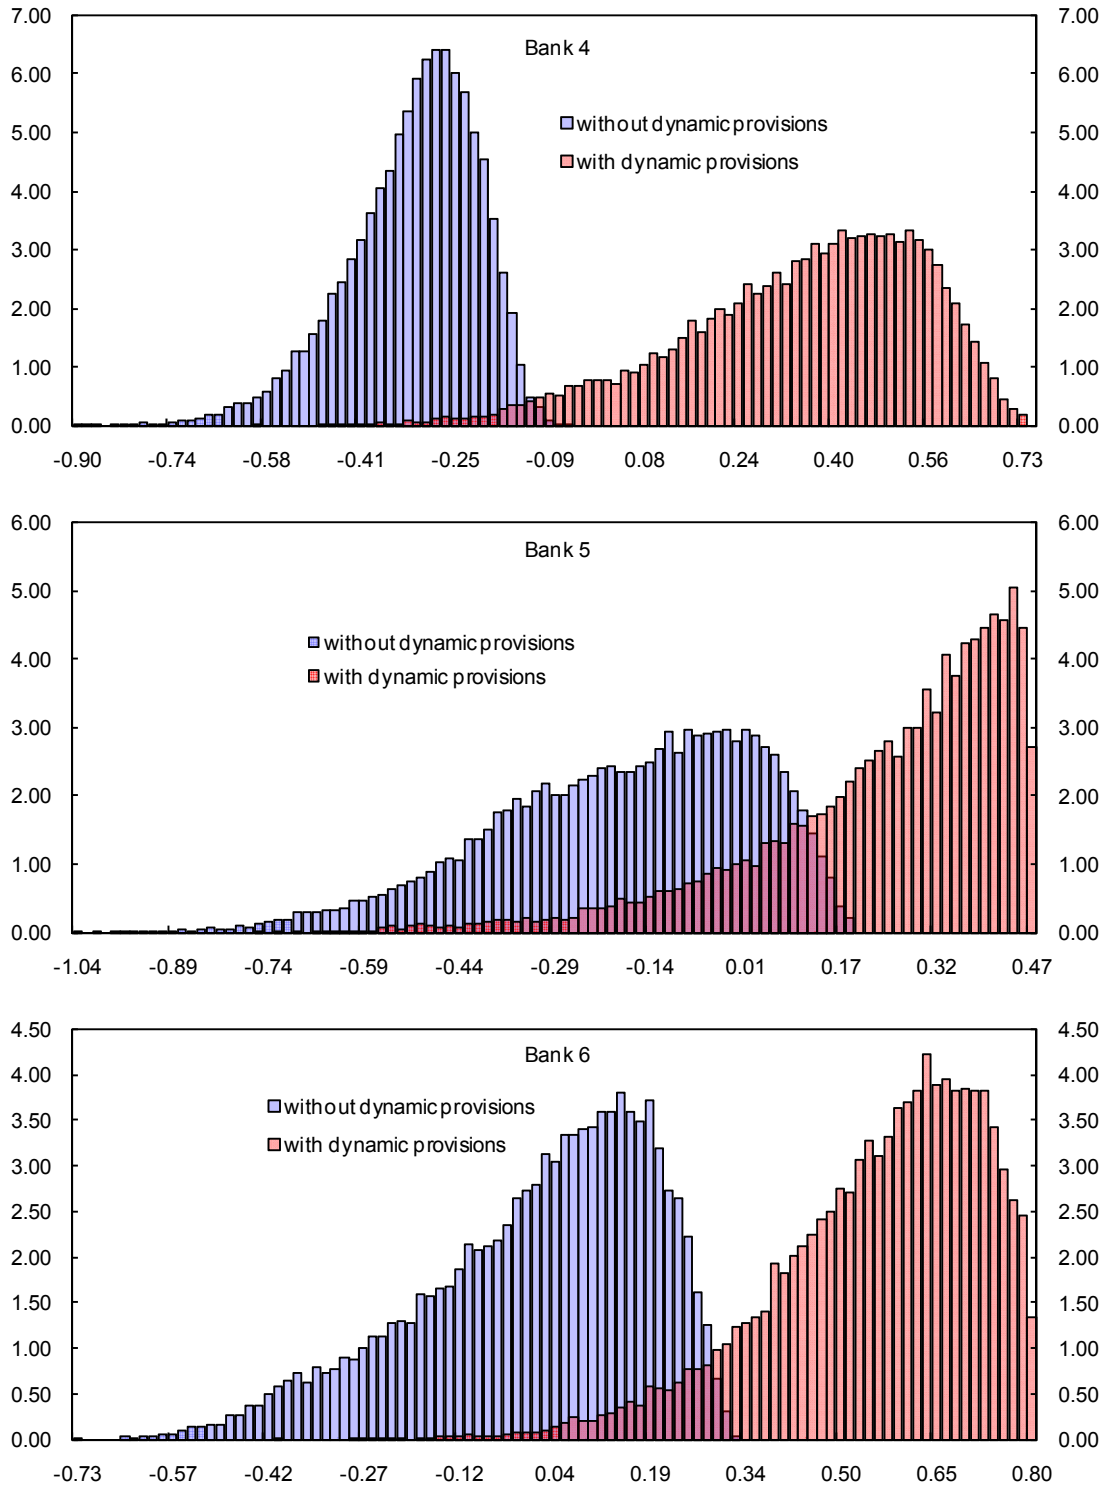 7.00 7.00
Bank 4
6.00 6.00
without dynamic provisions
5.00 5.00
with dynamic provisions
4.00 4.00
3.00 3.00
2.00 2.00
1.00 1.00
0.00 0.00
-0.90 -0.74 -0.58 -0.41 -0.25 -0.09 0.08 0.24 0.40 0.56 0.73
6.00 6.00
Bank 5
5.00 5.00
without dynamic provisions
4.00 4.00
with dynamic provisions
3.00 3.00
2.00 2.00
1.00 1.00
0.00 0.00
-1.04 -0.89 -0.74 -0.59 -0.44 -0.29 -0.14 0.01 0.17 0.32 0.47
4.50 4.50
Bank 6
4.00 4.00
without dynamic provisions
3.50 3.50
with dynamic provisions
3.00 3.00
2.50 2.50
2.00 2.00
1.50 1.50
1.00 1.00
0.50 0.50
0.00 0.00
-0.73 -0.57 -0.42 -0.27 -0.12 0.04 0.19 0.34 0.50 0.65 0.80